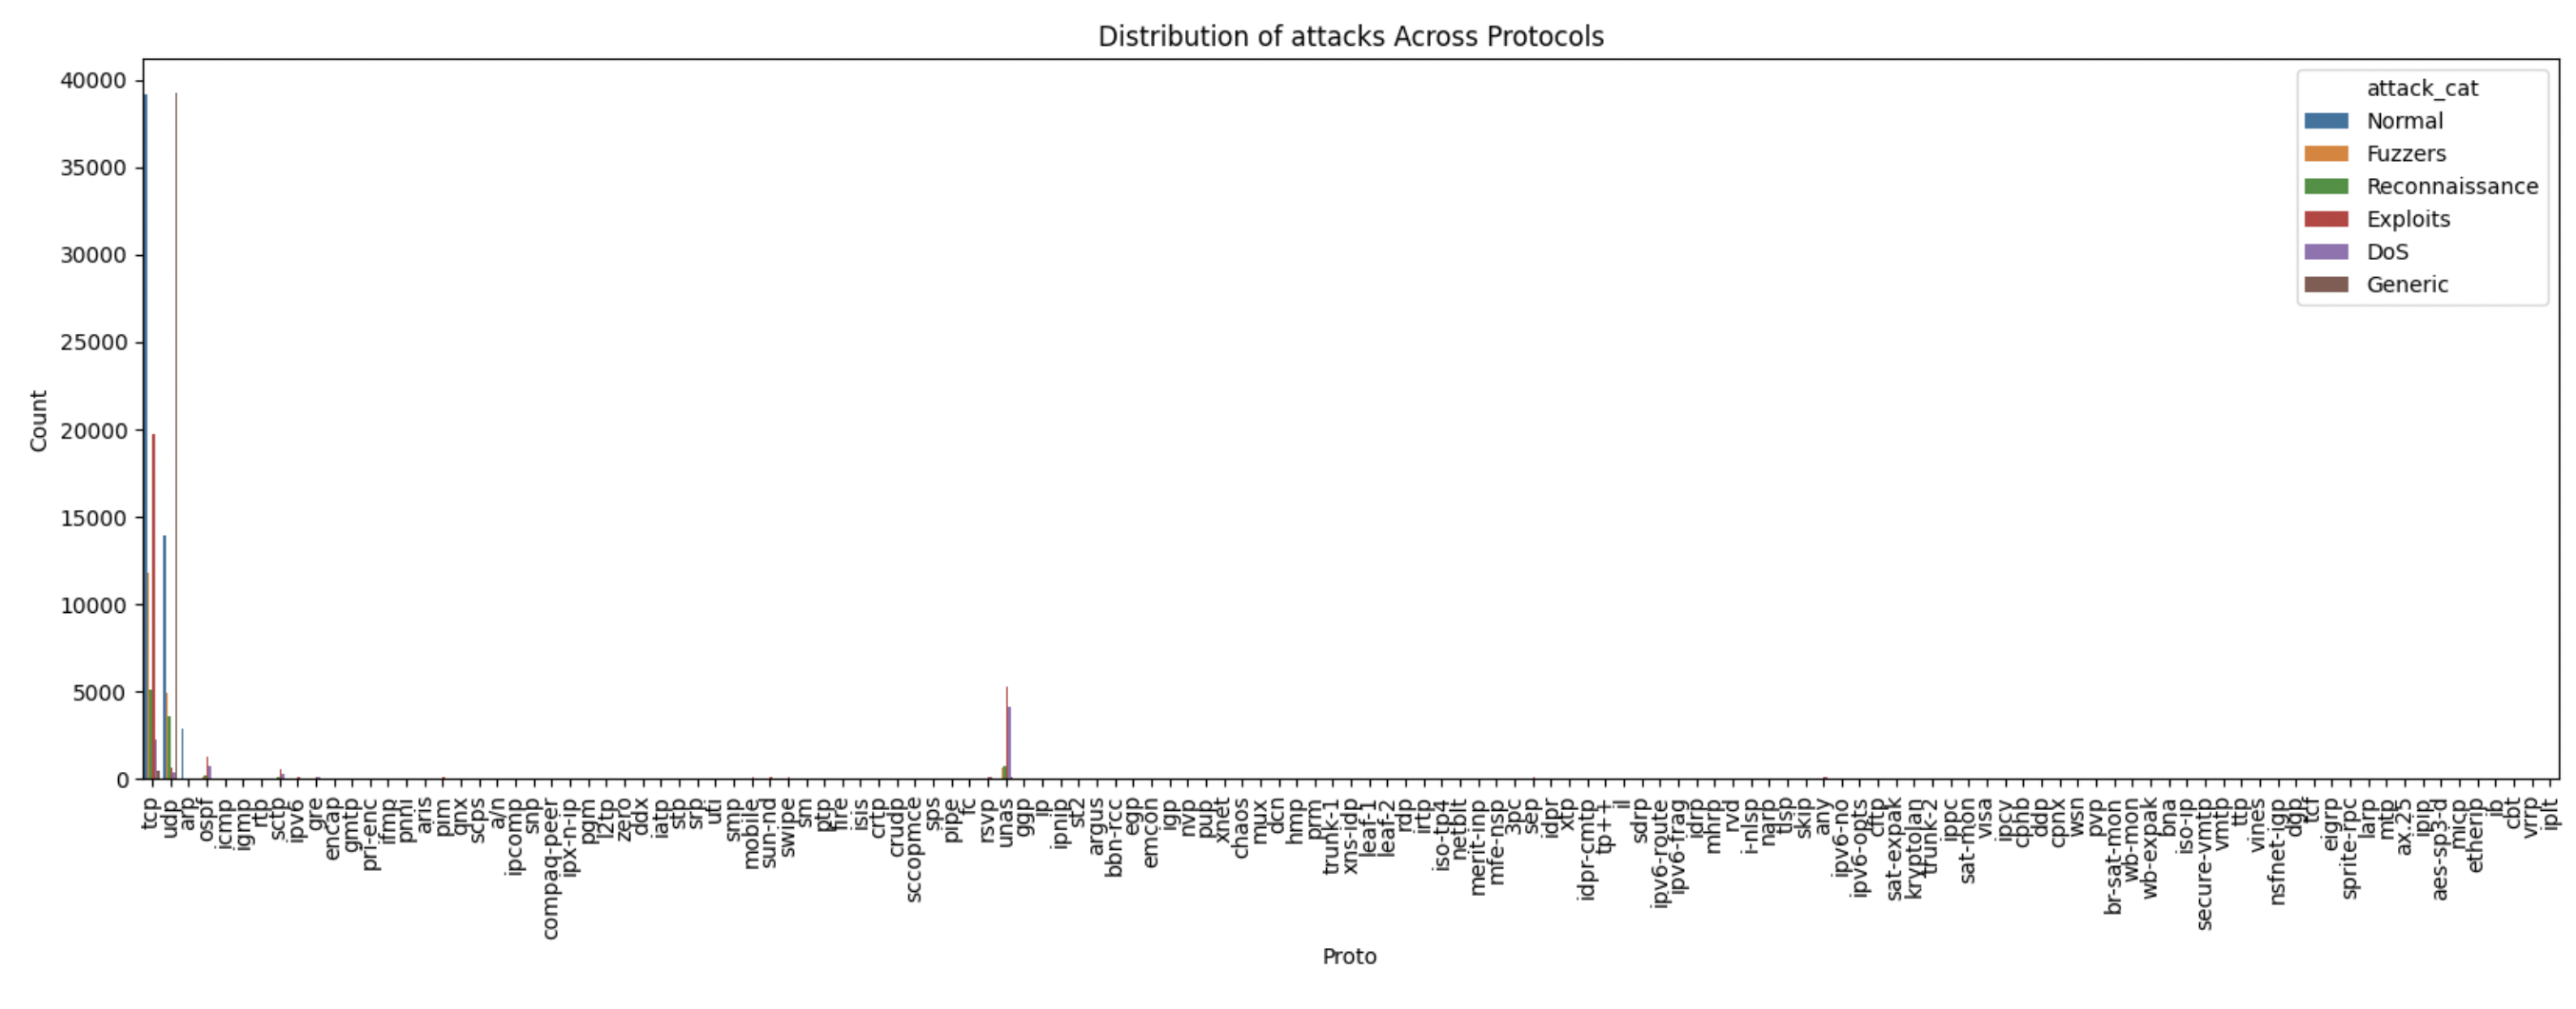 Distribution of attacks Across Protocols
40000
35000
30000
25000
20000
15000
10000
5000
0
Count
attack_cat
Normal
Fuzzers
Reconnaissance
Exploits
DoS
Generic
tcp
udp
arp
ospf
icmp
igmp
rtp
sctp
ipv6
gre
encap
gmtp
pri-enc
ifmp
pnni
aris
pim
qnx
scps
a/n
ipcomp
snp
compaq-peer
ipx-n-ip
pgm
l2tp
zero
ddx
iatp
stp
srp
uti
smp
mobile
sun-nd
swipe
sm
ptp
fire
isis
crtp
crudp
sccopmce
sps
pipe
fc
rsvp
unas
ggp
ip
ipnip
st2
argus
bbn-rcc
egp
emcon
igp
nvp
pup
xnet
chaos
mux
dcn
hmp
prm
trunk-1
xns-idp
leaf-1
leaf-2
rdp
irtp
iso-tp4
netblt
merit-inp
mfe-nsp
3pc
sep
idpr
xtp
idpr-cmtp
tp++
il
sdrp
ipv6-route
ipv6-frag
idrp
mhrp
rvd
i-nlsp
narp
tlsp
skip
any
ipv6-no
ipv6-opts
cftp
sat-expak
kryptolan
trunk-2
ippc
sat-mon
visa
ipcv
cphb
ddp
cpnx
wsn
pvp
br-sat-mon
wb-mon
wb-expak
bna
iso-ip
secure-vmtp
vmtp
ttp
vines
nsfnet-igp
dgp
tcf
eigrp
sprite-rpc
larp
mtp
ax.25
ipip
aes-sp3-d
micp
etherip
ib
cbt
vrrp
iplt
Proto